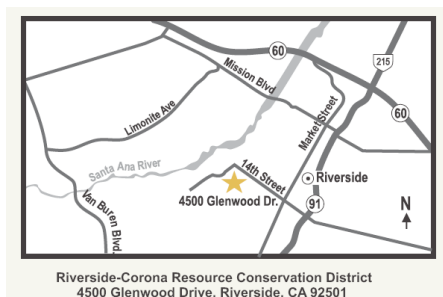 60
215
Mission Blvd
Limonite Ave
Market Street
60
Santa Ana River
14th Street
Riverside
Van Buren Blvd.
4500 Glenwood Dr.
91
N
Riverside-Corona Resource Conservation District
4500 Glenwood Drive, Riverside, CA 92501